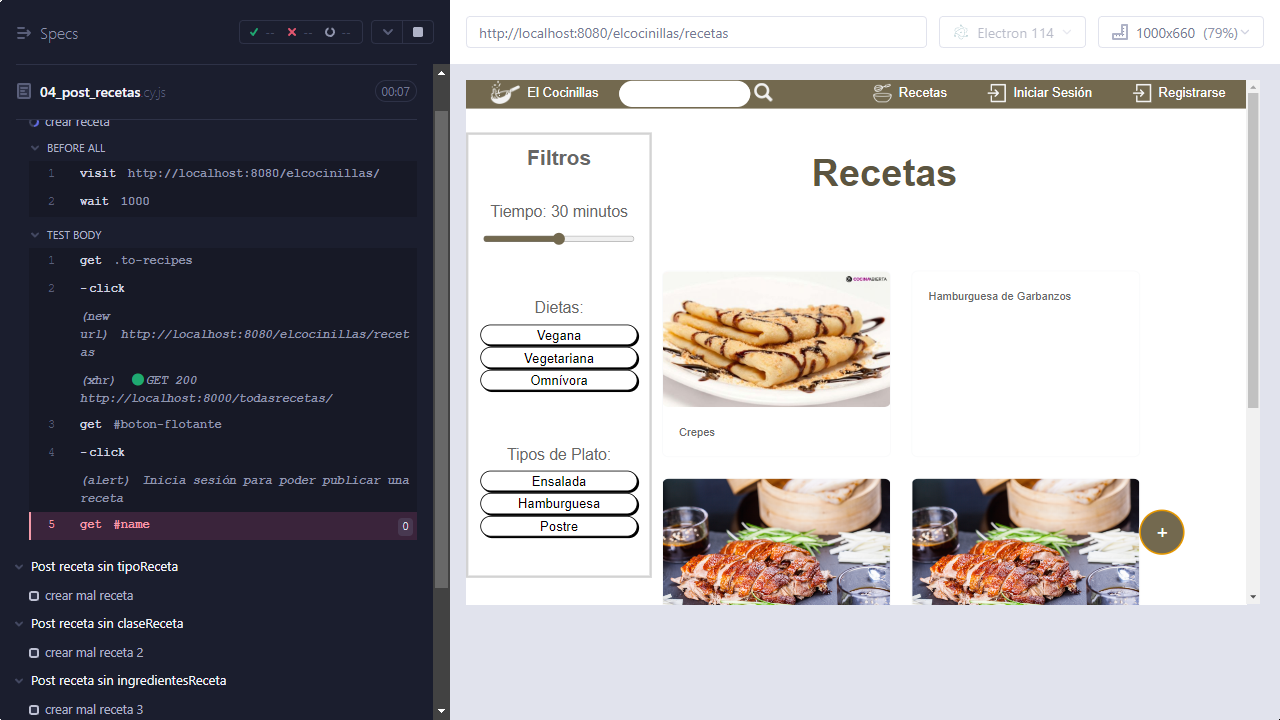 Specs
-- -- --
04_post_recetas.cy.js
00:07
crear receta
BEFORE ALL
1 visit http://localhost:8080/elcocinillas/
2 wait 1000
TEST BODY
1 get .to-recipes
2 -click
(new
url) http://localhost:8080/elcocinillas/recet
as
(xhr) GET 200
http://localhost:8000/todasrecetas/
3 get #boton-flotante
4 -click
(alert) Inicia sesión para poder publicar una
receta
5 get #name 0
Post receta sin tipoReceta
crear mal receta
Post receta sin claseReceta
crear mal receta 2
Post receta sin ingredientesReceta
crear mal receta 3
http://localhost:8080/elcocinillas/recetas
Electron 114
1000x660 (79%)
El Cocinillas
Recetas
Iniciar Sesión
Registrarse
Filtros
Tiempo: 30 minutos
Dietas:
Vegana
Vegetariana
Omnívora
Tipos de Plato:
Ensalada
Hamburguesa
Postre
Recetas
COCINABIERTA
Crepes
Hamburguesa de Garbanzos
+